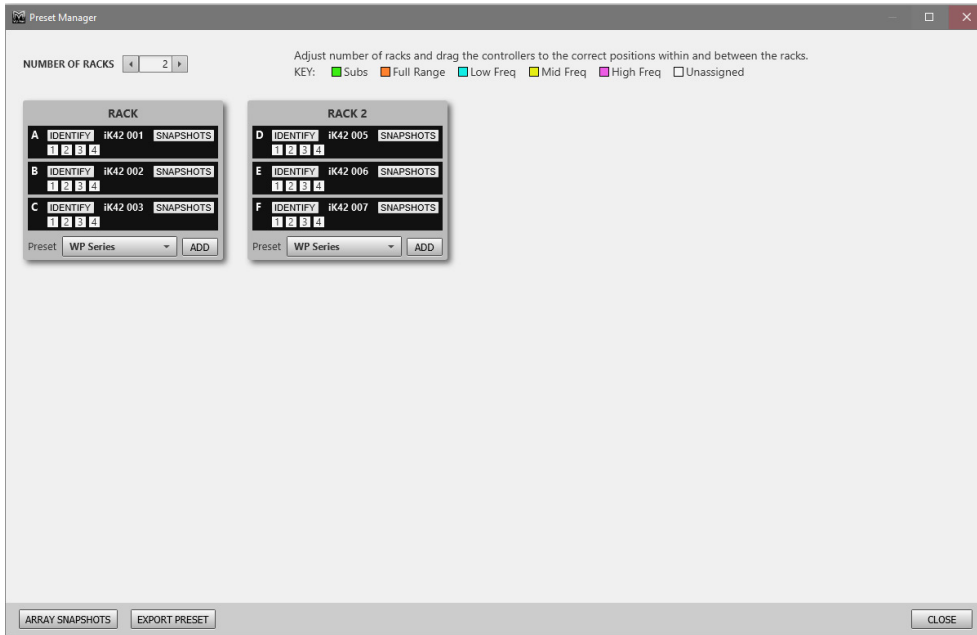 Preset Manager
NUMBER OF RACKS 2
Adjust number of racks and drag the controllers to the correct positions within and between the racks.
KEY: Subs Full Range Low Freq Mid Freq High Freq Unassigned
RACK
A IDENTIFY iK42 001 SNAPSHOTS
1 2 3 4
B IDENTIFY iK42 002 SNAPSHOTS
1 2 3 4
C IDENTIFY iK42 003 SNAPSHOTS
1 2 3 4
Preset WP Series ADD
RACK 2
D IDENTIFY iK42 005 SNAPSHOTS
1 2 3 4
E IDENTIFY iK42 006 SNAPSHOTS
1 2 3 4
F IDENTIFY iK42 007 SNAPSHOTS
1 2 3 4
Preset WP Series ADD
ARRAY SNAPSHOTS EXPORT PRESET CLOSE